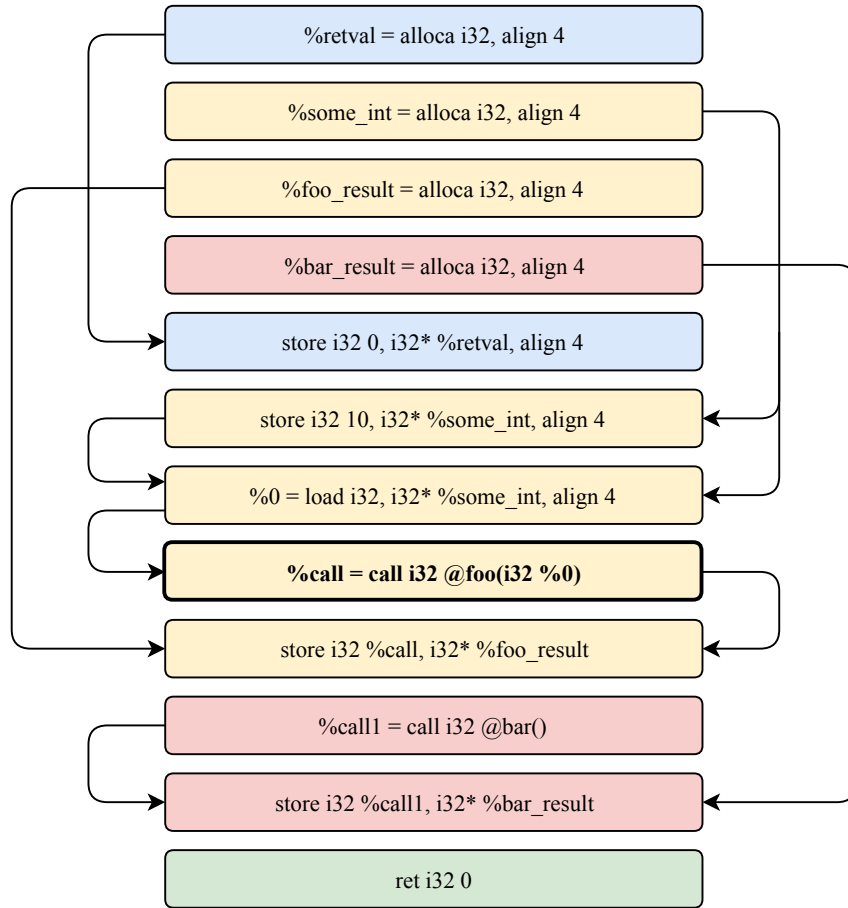 %retval = alloca i32, align 4
%some_int = alloca i32, align 4
%foo_result = alloca i32, align 4
%bar_result = alloca i32, align 4
store i32 0, i32* %retval, align 4
store i32 10, i32* %some_int, align 4
%0 = load i32, i32* %some_int, align 4
%call = call i32 @foo(i32 %0)
store i32 %call, i32* %foo_result
%call1 = call i32 @bar()
store i32 %call1, i32* %bar_result
ret i32 0